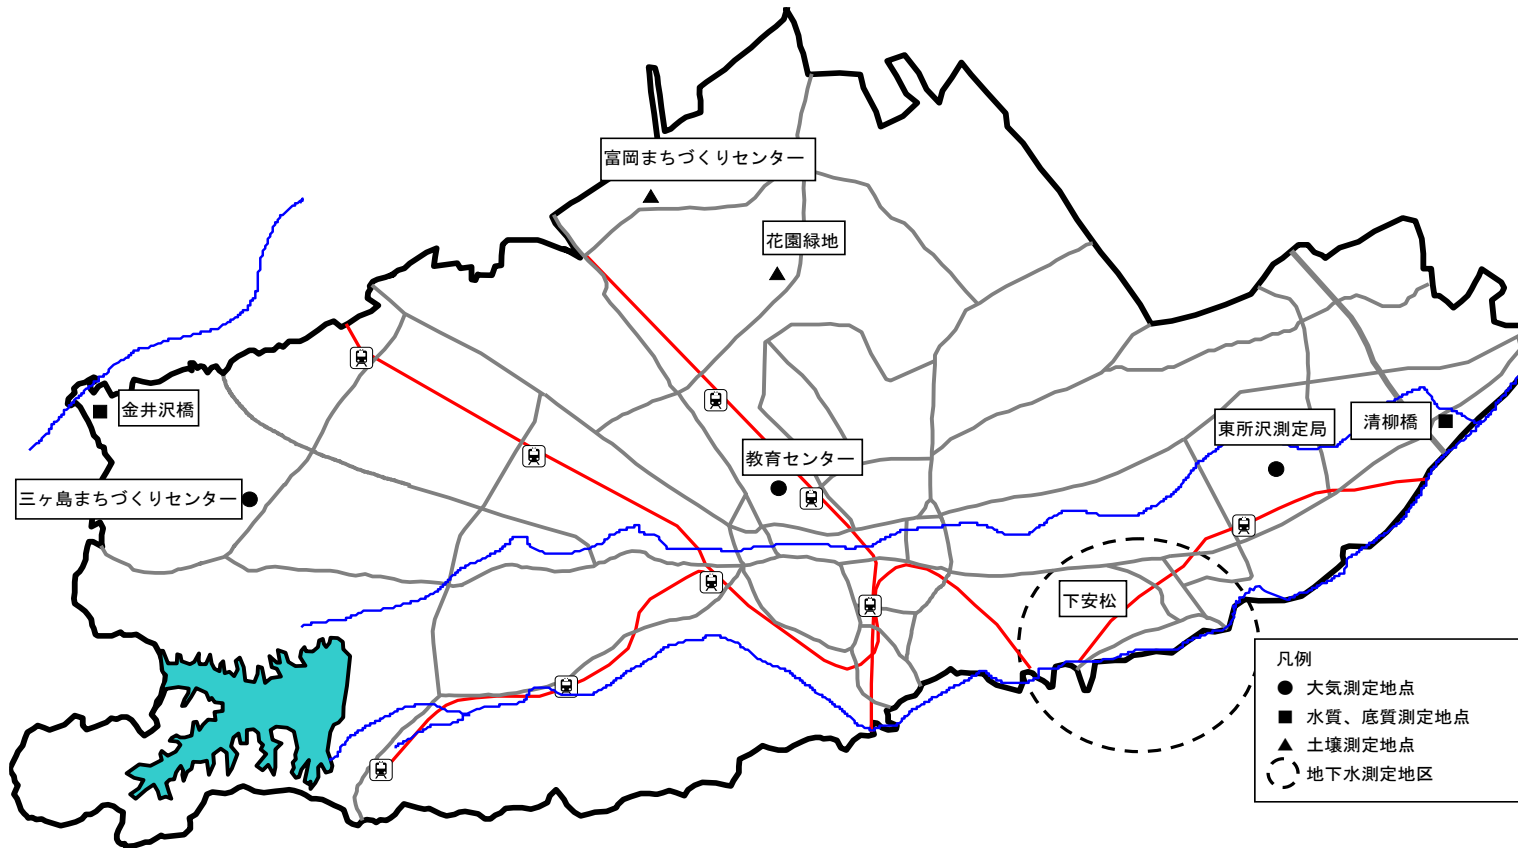 富岡まちづくりセンター
花園緑地
金井沢橋
東所沢測定局
清柳橋
教育センター
三ヶ島まちづくりセンター
下安松
凡例
大気測定地点
水質、底質測定地点
土壌測定地点
地下水測定地区